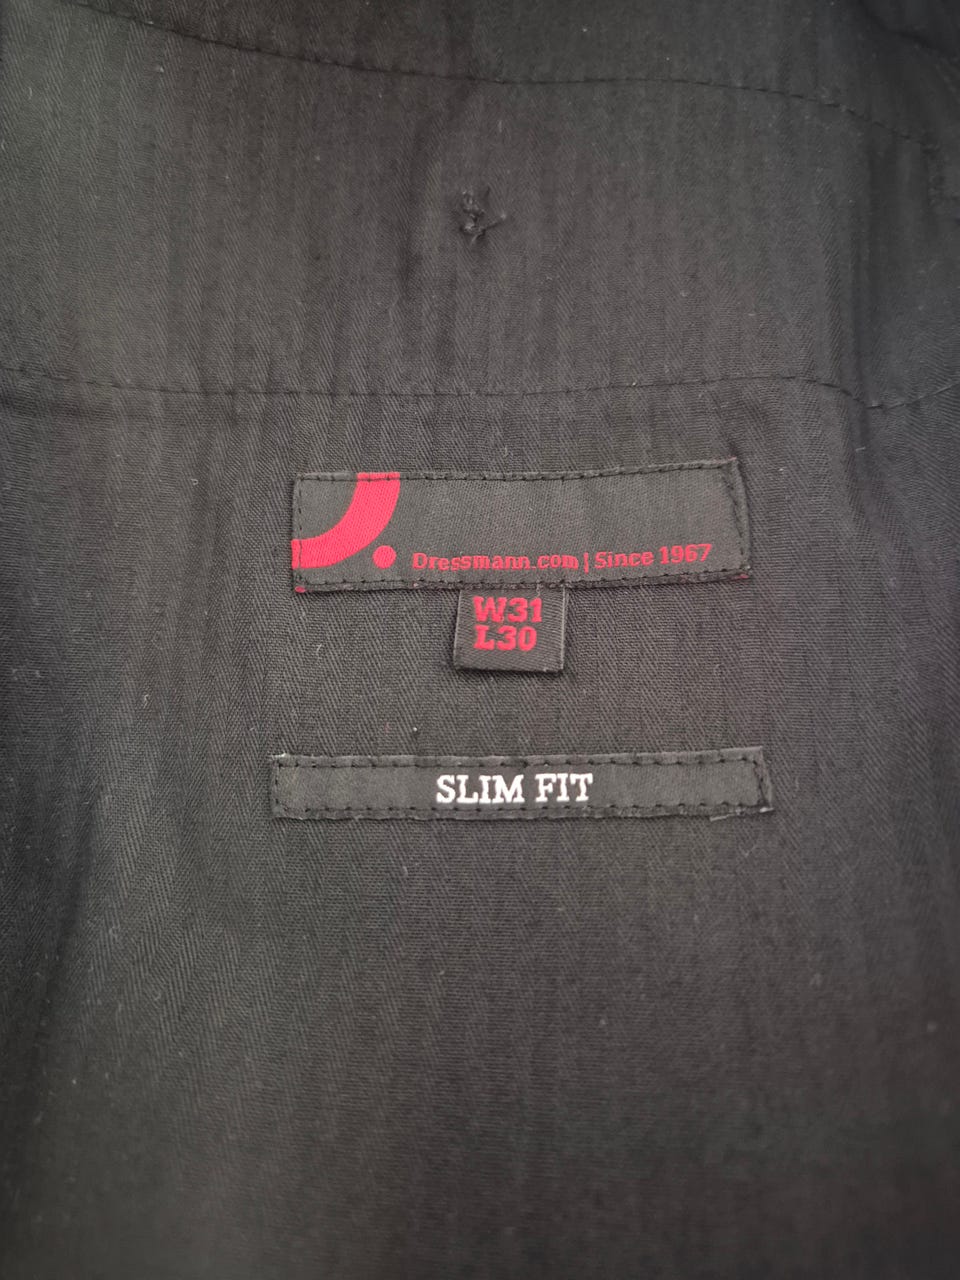 Dressmann.com | Since 1967
W31
L30
SLIM FIT